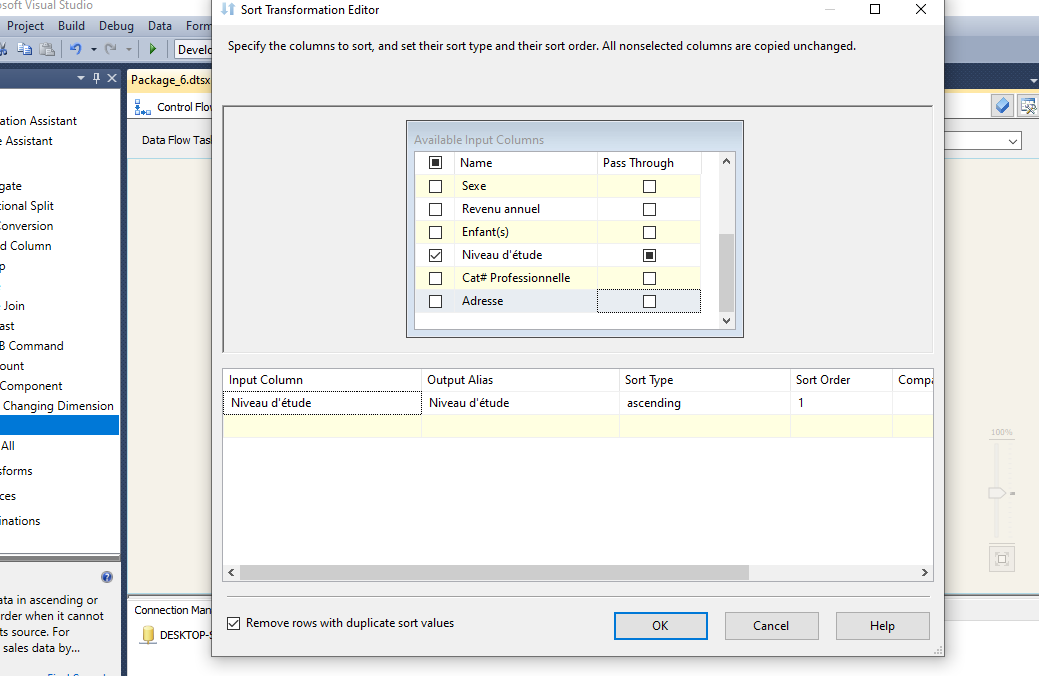 osoft Visual Studio
Project Build Debug Data Form
Develo
Sort Transformation Editor
Specify the columns to sort, and set their sort type and their sort order. All nonselected columns are copied unchanged.
Package_6.dtsx
Control Flo
Data Flow Task
ation Assistant
e Assistant
gate
tional Split
Conversion
d Column
p
Join
ast
B Command
ount
Component
Changing Dimension
All
sforms
ces
inations
Available Input Columns
Name Pass Through
Sexe
Revenu annuel
Enfant(s)
Niveau d'étude
Cat# Professionnelle
Adresse
Input Column Output Alias Sort Type Sort Order Compa
Niveau d'étude Niveau d'étude ascending 1
100%
Remove rows with duplicate sort values
OK Cancel Help
ata in ascending or
rder when it cannot
ts source. For
sales data by...
Connection Man
DESKTOP-S